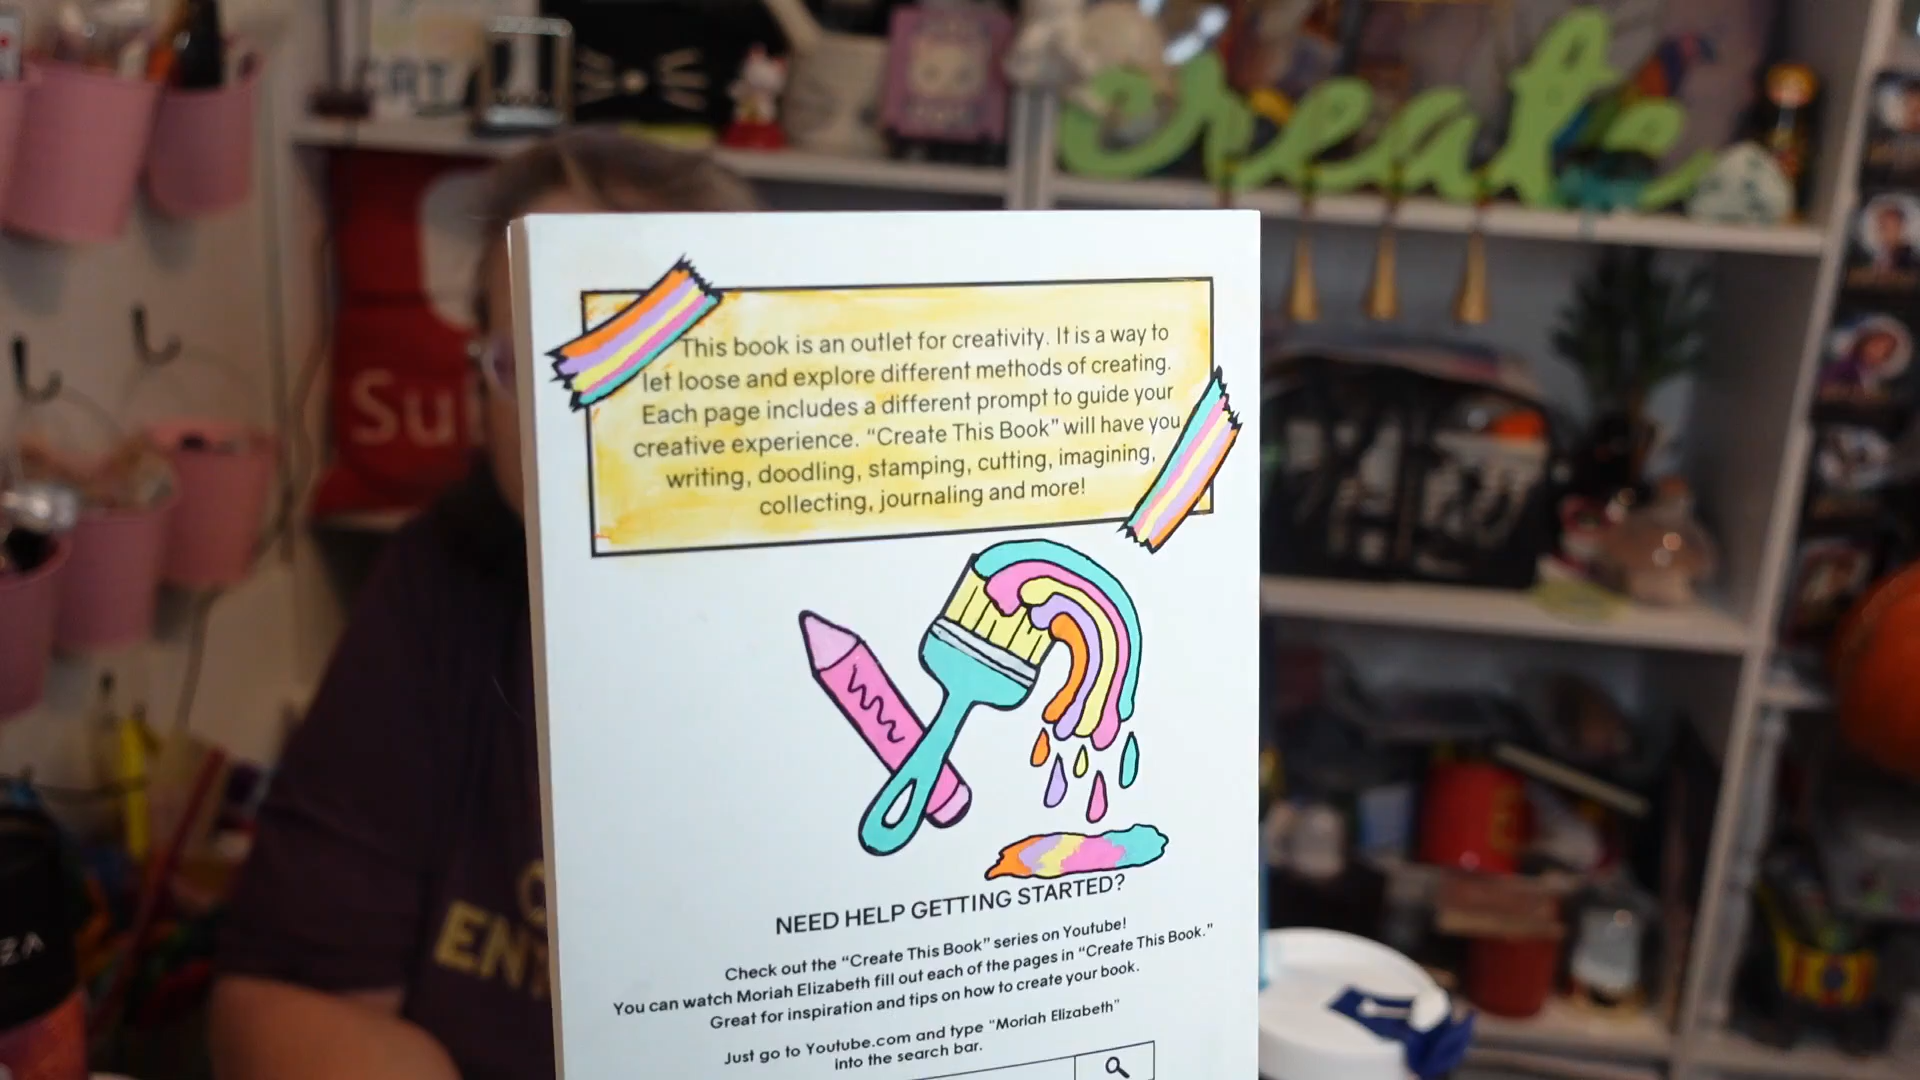 create
This book is an outlet for creativity. It is a way to
let loose and explore different methods of creating.
Each page includes a different prompt to guide your
creative experience. “Create This Book” will have you
writing, doodling, stamping, cutting, imagining,
collecting, journaling and more!
NEED HELP GETTING STARTED?
Check out the “Create This Book” series on Youtube!
You can watch Moriah Elizabeth fill out each of the pages in “Create This Book.”
Great for inspiration and tips on how to create your book.
Just go to Youtube.com and type “Moriah Elizabeth”
into the search bar.